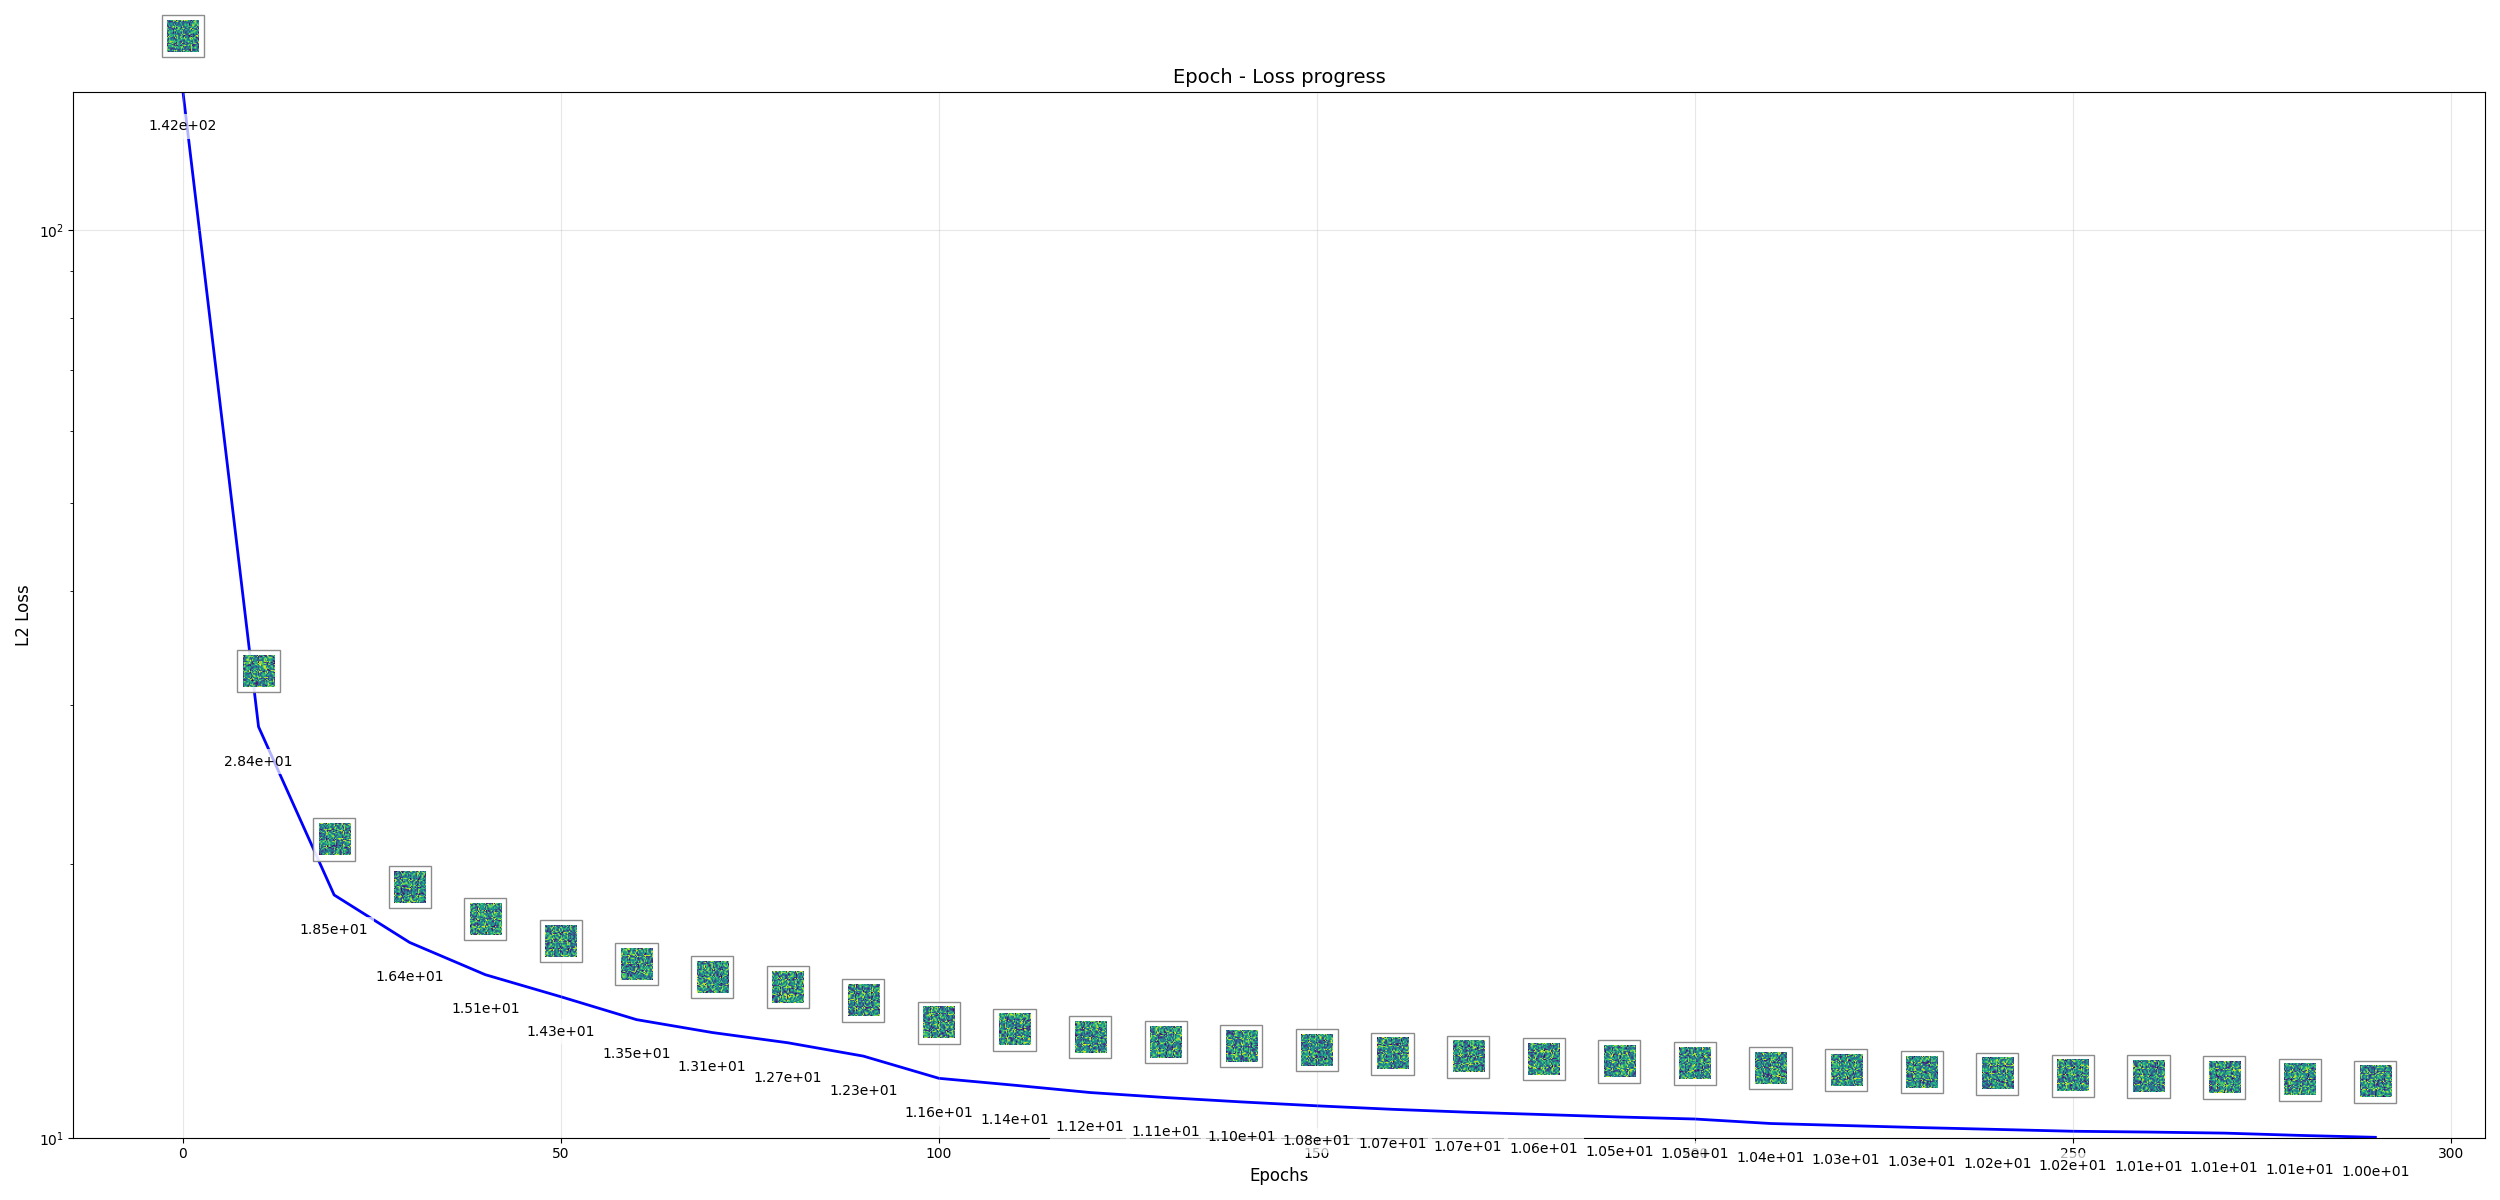 Epoch - Loss progress
L2 Loss
10²
10¹
1.42e+02
2.84e+01
1.85e+01
1.64e+01
1.51e+01
1.43e+01
1.35e+01
1.31e+01
1.27e+01
1.23e+01
1.16e+01
1.14e+01
1.12e+01
1.11e+01
1.10e+01
1.08e+01
1.07e+01
1.07e+01
1.06e+01
1.05e+01
1.05e+01
1.04e+01
1.03e+01
1.03e+01
1.02e+01
1.02e+01
1.01e+01
1.01e+01
1.01e+01
1.00e+01
0
50
100
150
250
300
Epochs